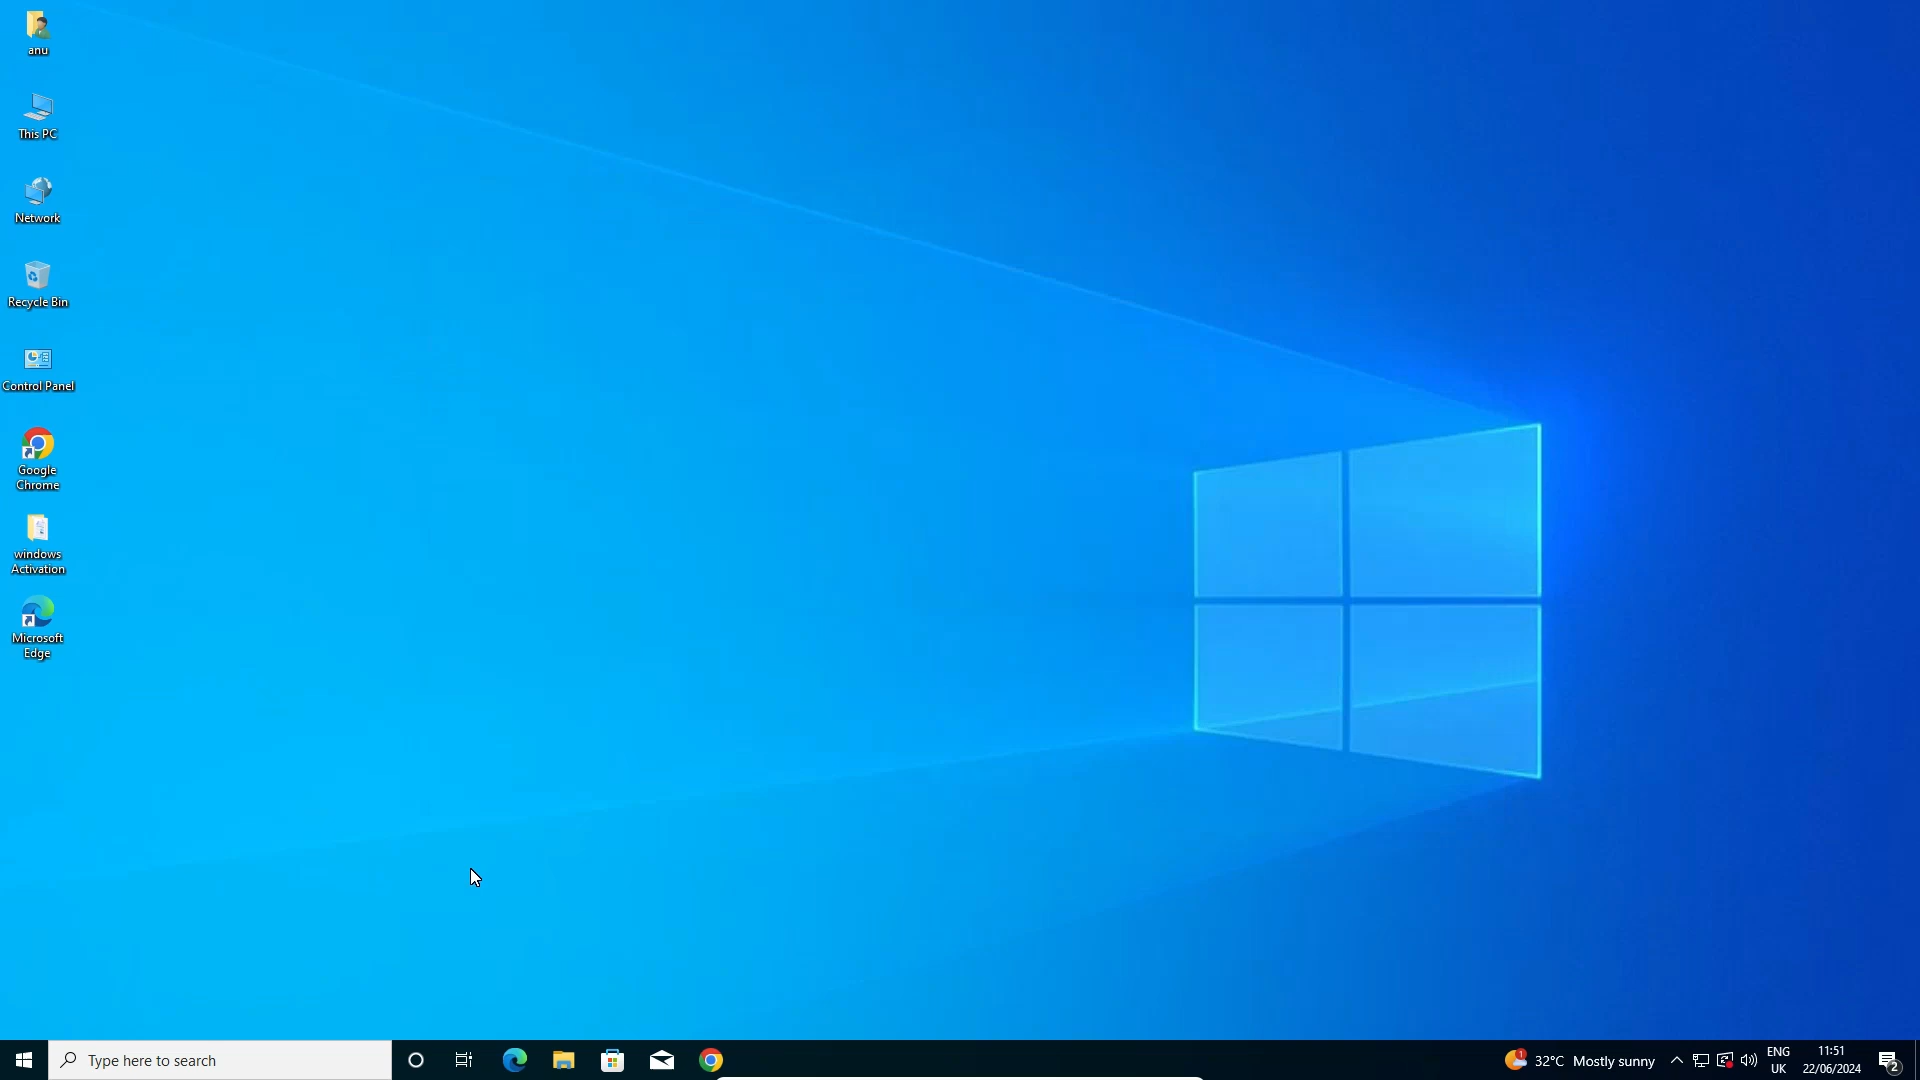 anu
This PC
Network
Recycle Bin
Control Panel
Google
Chrome
windows
Activation
Microsoft
Edge
Type here to search
1
32°C Mostly sunny
ENG
UK
11:51
22/06/2024
2